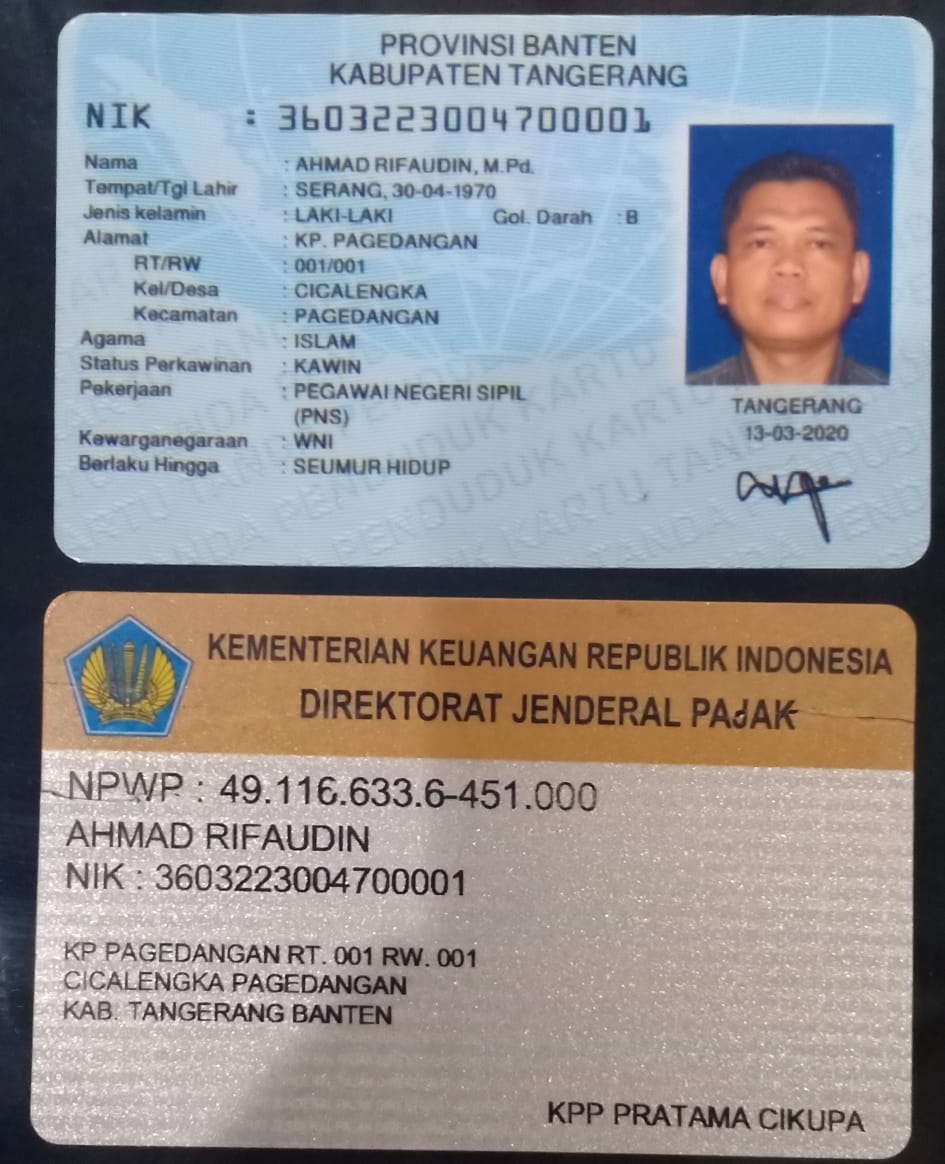 PROVINSI BANTEN
KABUPATEN TANGERANG
NIK : 3603223004700001
Nama : AHMAD RIFAUDIN, M.Pd.
Tempat/Tgl Lahir : SERANG, 30-04-1970
Jenis kelamin : LAKI-LAKI Gol. Darah : B
Alamat : KP. PAGEDANGAN
RT/RW : 001/001
Kel/Desa : CICALENGKA
Kecamatan : PAGEDANGAN
Agama : ISLAM
Status Perkawinan : KAWIN
Pekerjaan : PEGAWAI NEGERI SIPIL
(PNS)
Kewarganegaraan : WNI
Berlaku Hingga : SEUMUR HIDUP
TANGERANG
13-03-2020
KEMENTERIAN KEUANGAN REPUBLIK INDONESIA
DIREKTORAT JENDERAL PAJAK
NPWP : 49.116.633.6-451.000
AHMAD RIFAUDIN
NIK : 3603223004700001
KP PAGEDANGAN RT. 001 RW. 001
CICALENGKA PAGEDANGAN
KAB. TANGERANG BANTEN
KPP PRATAMA CIKUPA